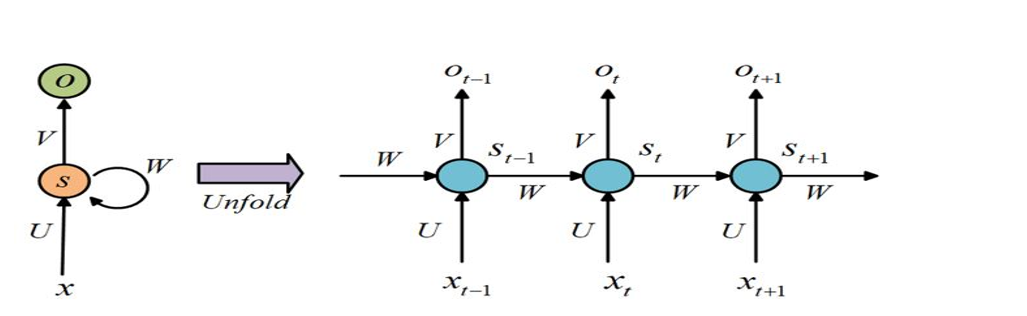 O
V
S
W
U
x
Unfold
O_{t-1} O_t O_{t+1}
V V V
W S_{t-1} S_t S_{t+1}
W W W
U U U
x_{t-1} x_t x_{t+1}